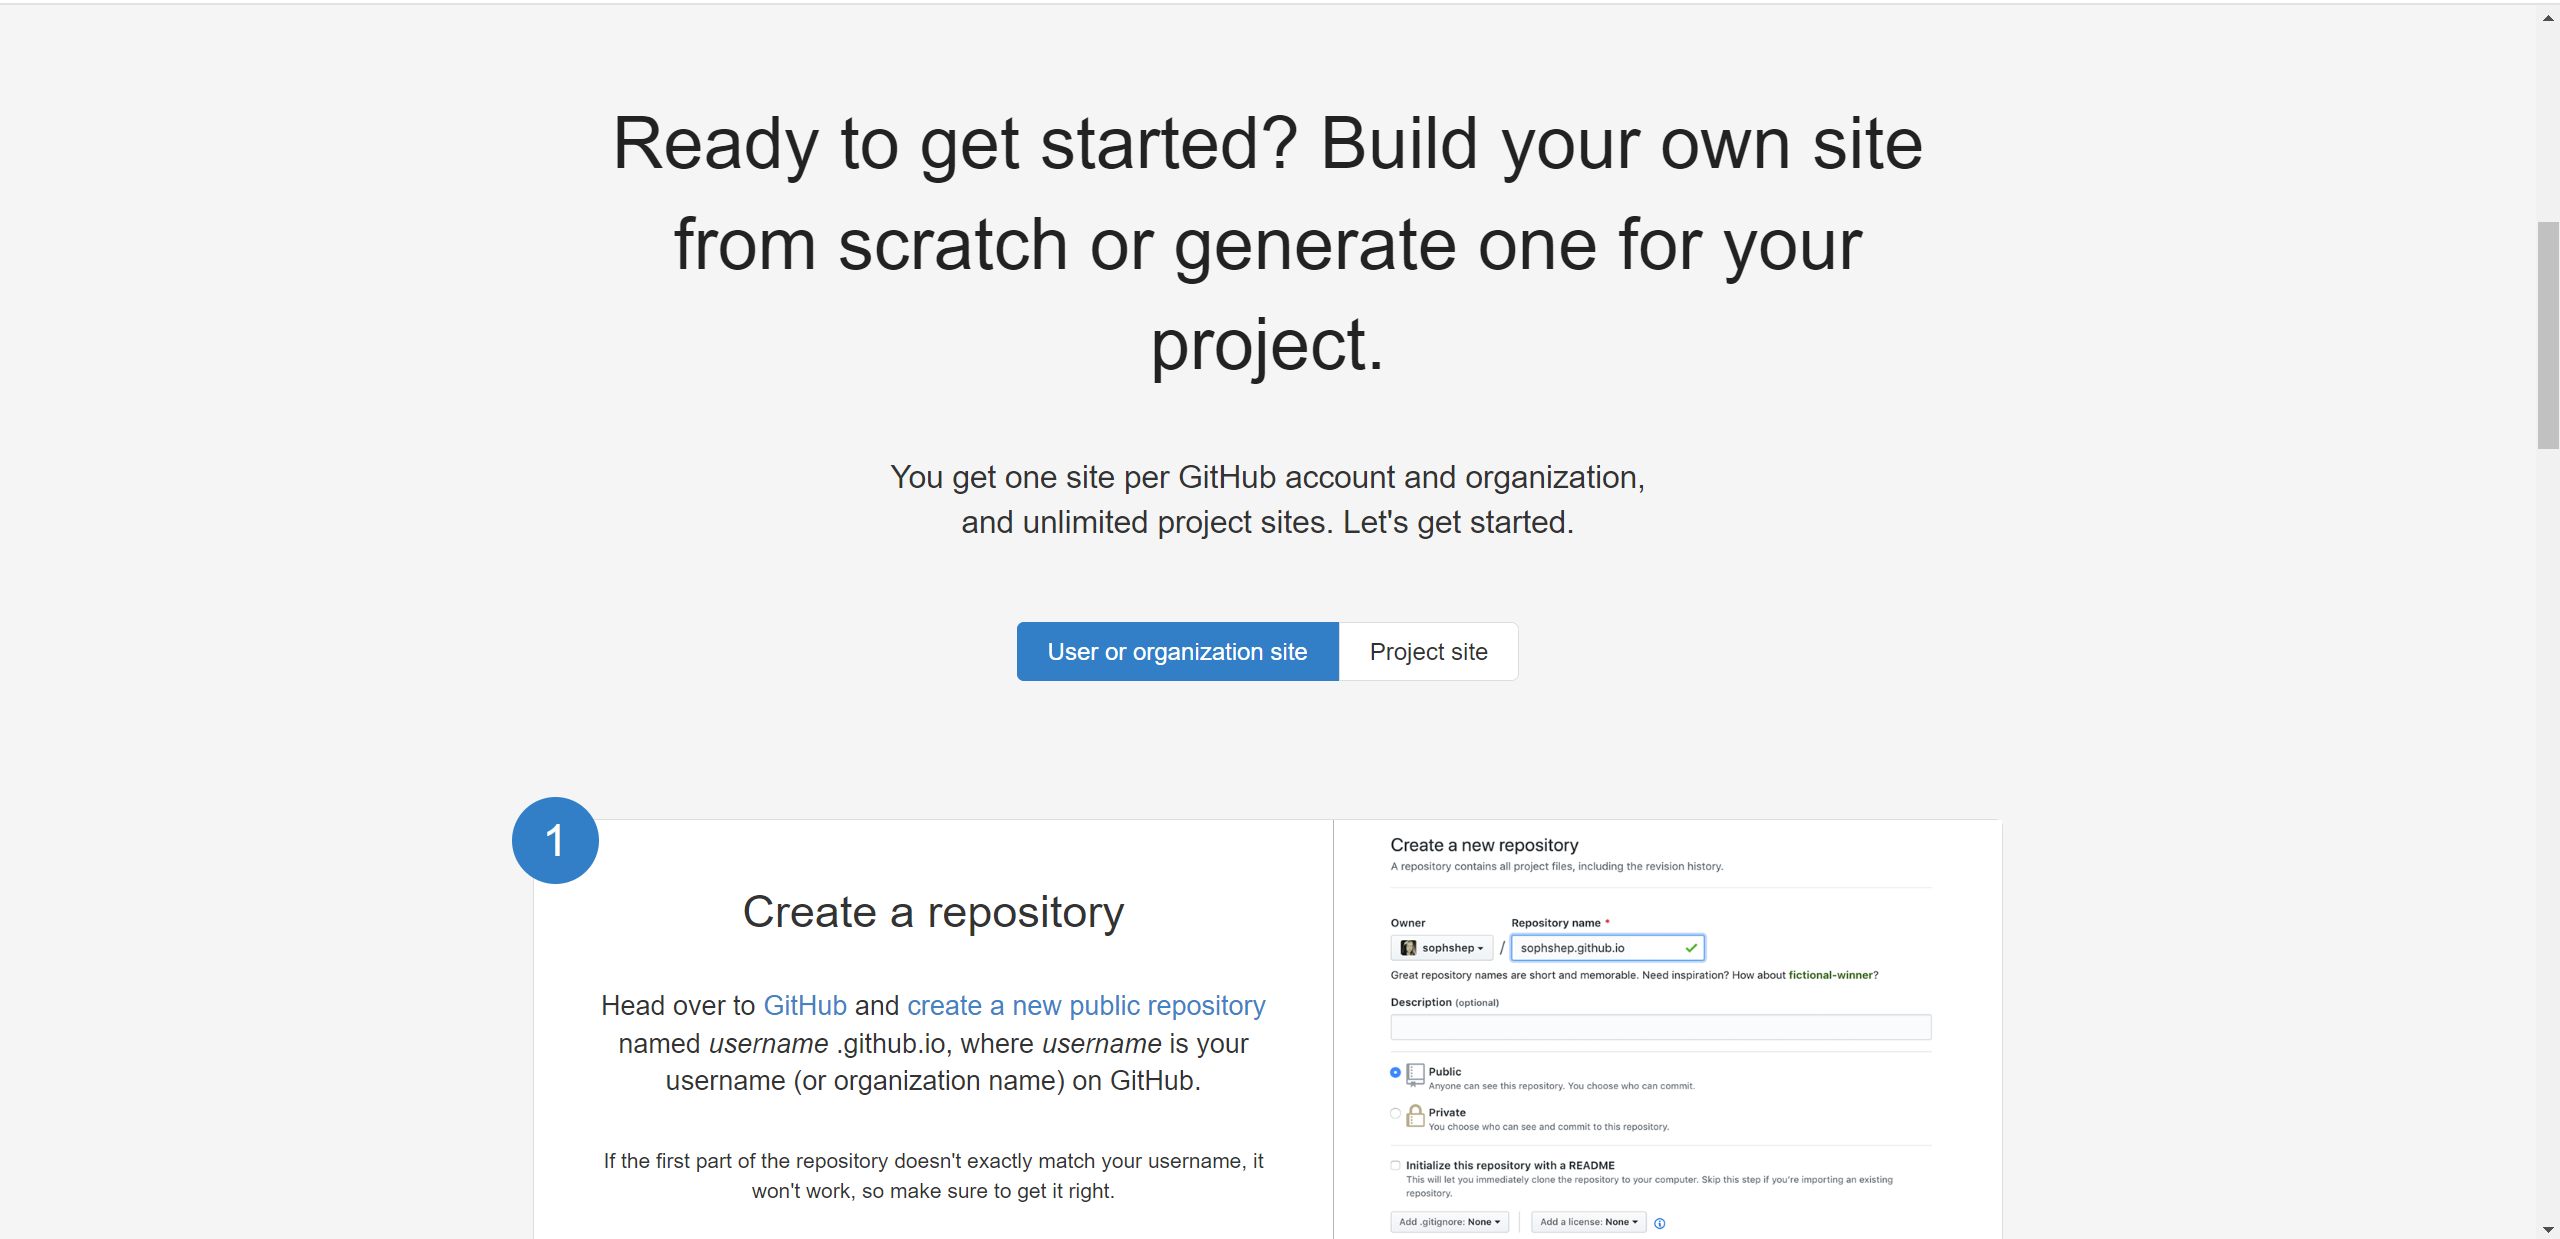 Ready to get started? Build your own site
from scratch or generate one for your
project.
You get one site per GitHub account and organization,
and unlimited project sites. Let's get started.
User or organization site
Project site
1
Create a repository
Head over to GitHub and create a new public repository
named username .github.io, where username is your
username (or organization name) on GitHub.
If the first part of the repository doesn't exactly match your username, it
won't work, so make sure to get it right.
Create a new repository
A repository contains all project files, including the revision history.
Owner
Repository name *
sophshep / sophshep.github.io
Great repository names are short and memorable. Need inspiration? How about fictional-winner?
Description (optional)
Public
Anyone can see this repository. You choose who can commit.
Private
You choose who can see and commit to this repository.
Initialize this repository with a README
This will let you immediately clone the repository to your computer. Skip this step if you're importing an existing
repository.
Add .gitignore: None
Add a license: None